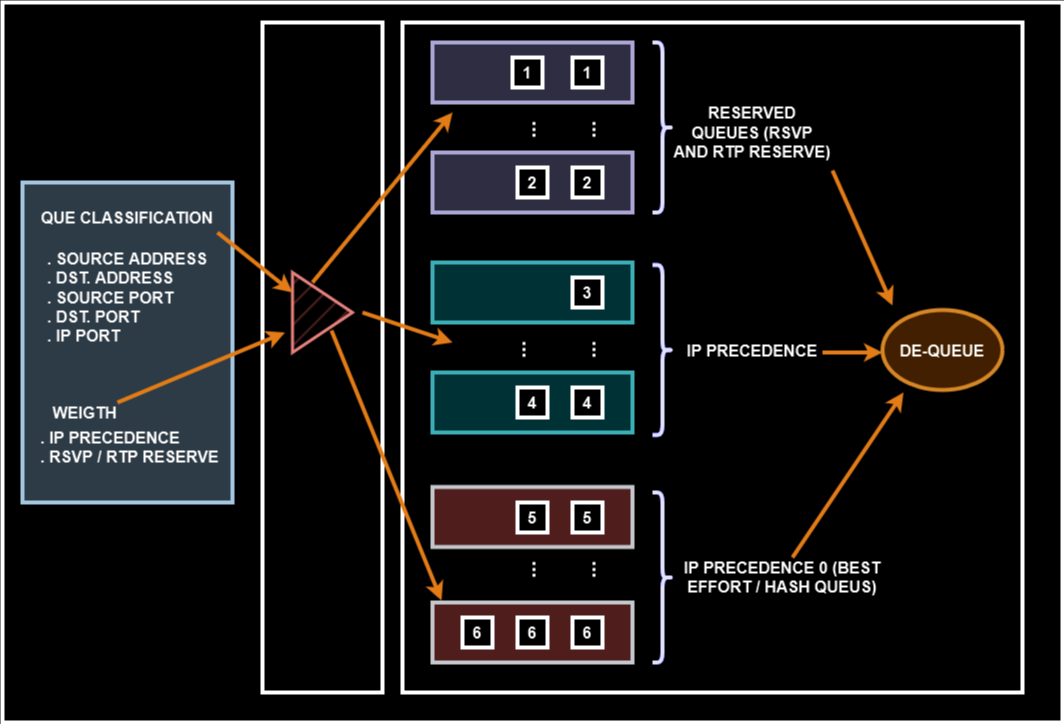 QUE CLASSIFICATION
. SOURCE ADDRESS
. DST. ADDRESS
. SOURCE PORT
. DST. PORT
. IP PORT
WEIGTH
. IP PRECEDENCE
. RSVP / RTP RESERVE
1 1
2 2
RESERVED
QUEUES (RSVP
AND RTP RESERVE)
3
4 4
IP PRECEDENCE
5 5
6 6 6
IP PRECEDENCE 0 (BEST
EFFORT / HASH QUEUS)
DE-QUEUE